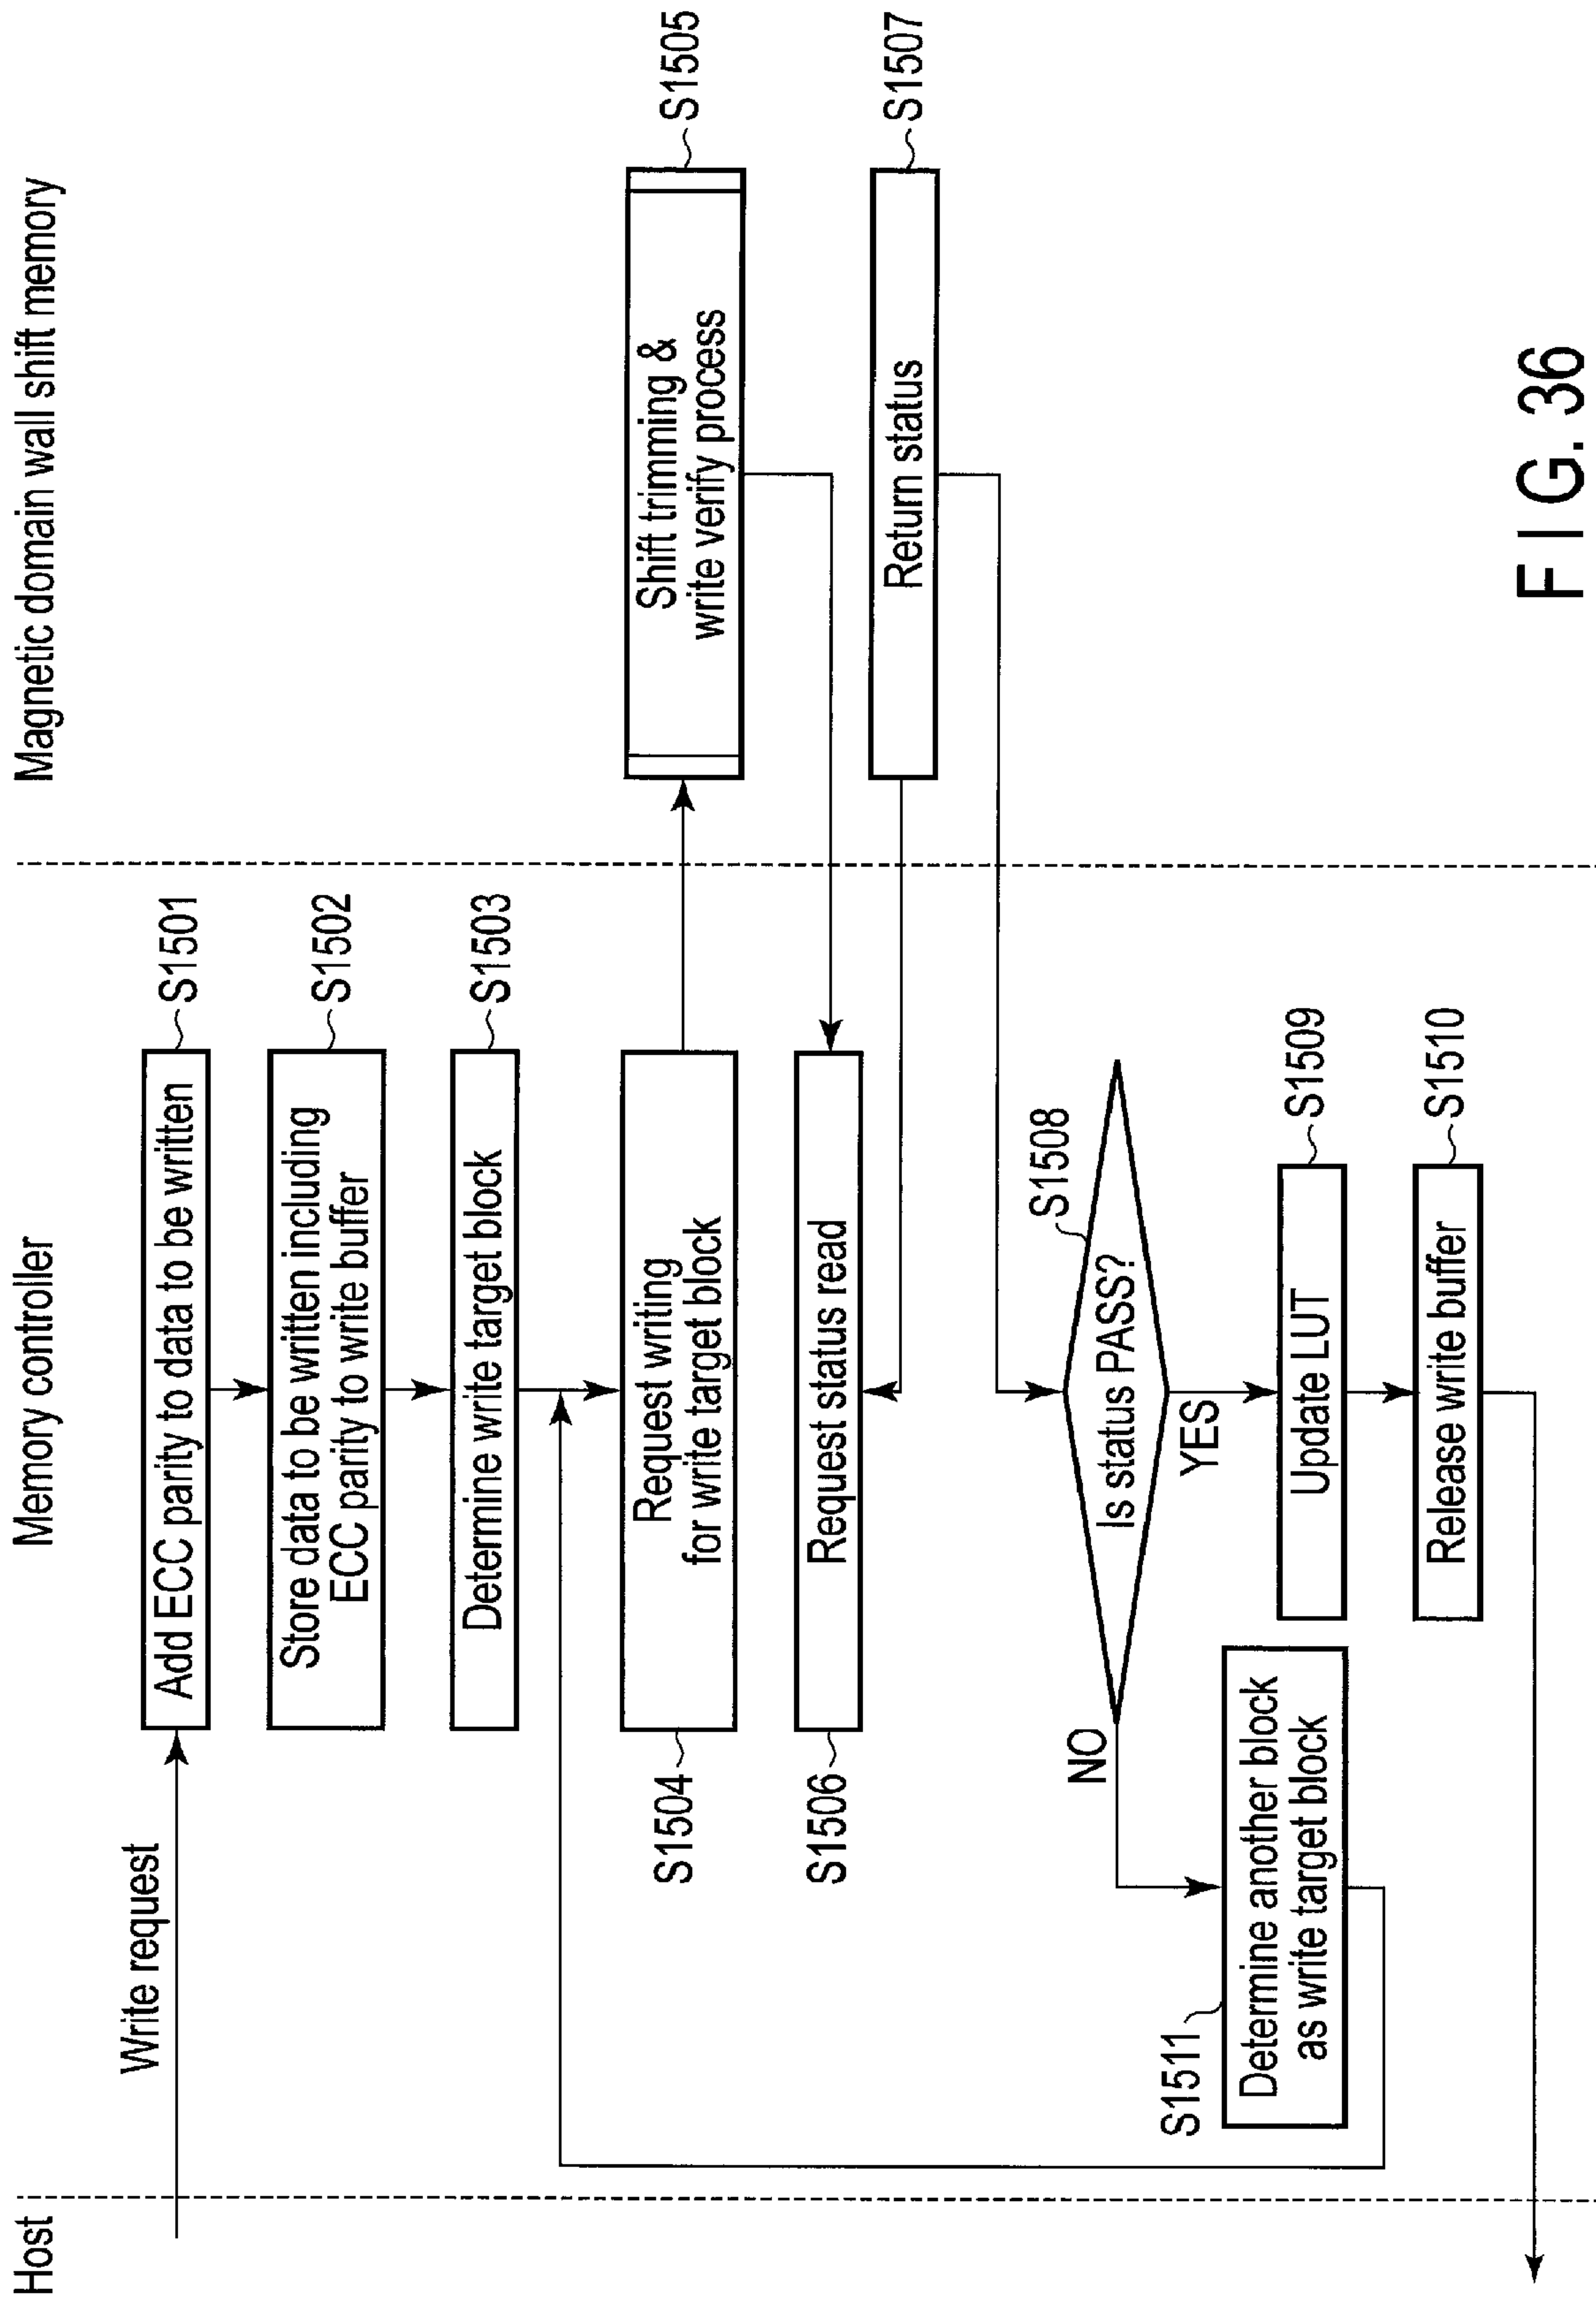 Host
Memory controller
Magnetic domain wall shift memory
Write request
Add ECC parity to data to be written
S1501
Store data to be written including
ECC parity to write buffer
S1502
Determine write target block
S1503
S1504
Request writing
for write target block
Shift trimming &
write verify process
S1505
S1506
Request status read
Return status
S1507
S1508
Is status PASS?
NO
YES
S1511
Determine another block
as write target block
Update LUT
S1509
Release write buffer
S1510
FIG. 36